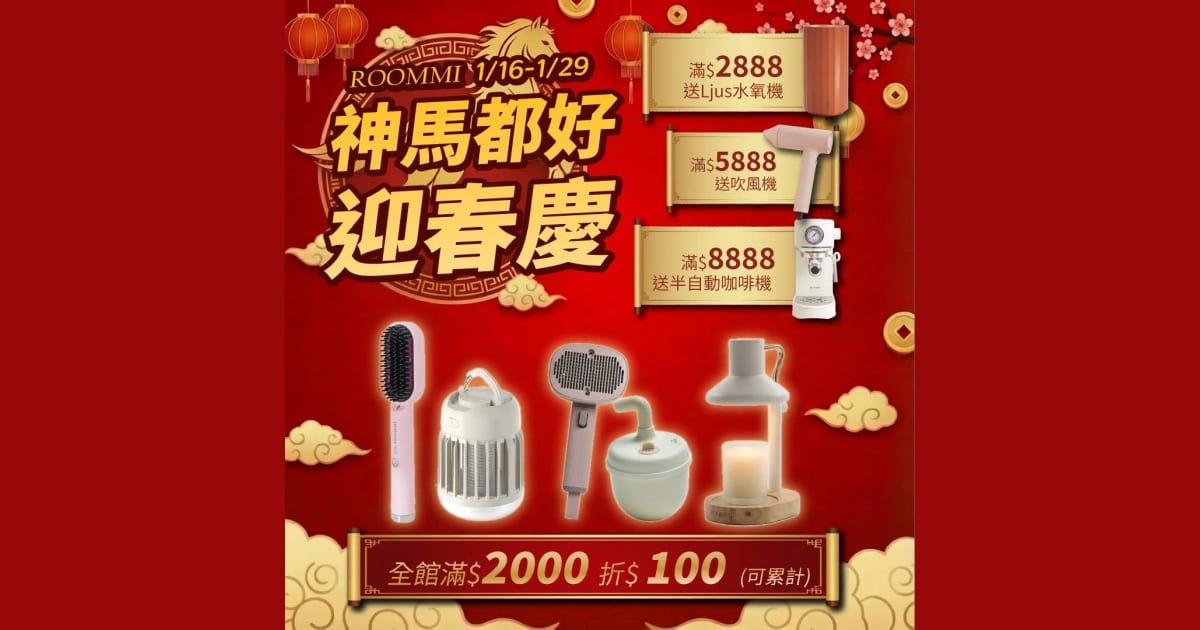 ROOMMI 1/16-1/29
神馬都好
迎春慶
滿$2888
送Ljus水氧機
滿$5888
送吹風機
滿$8888
送半自動咖啡機
全館滿$2000 折$ 100 (可累計)